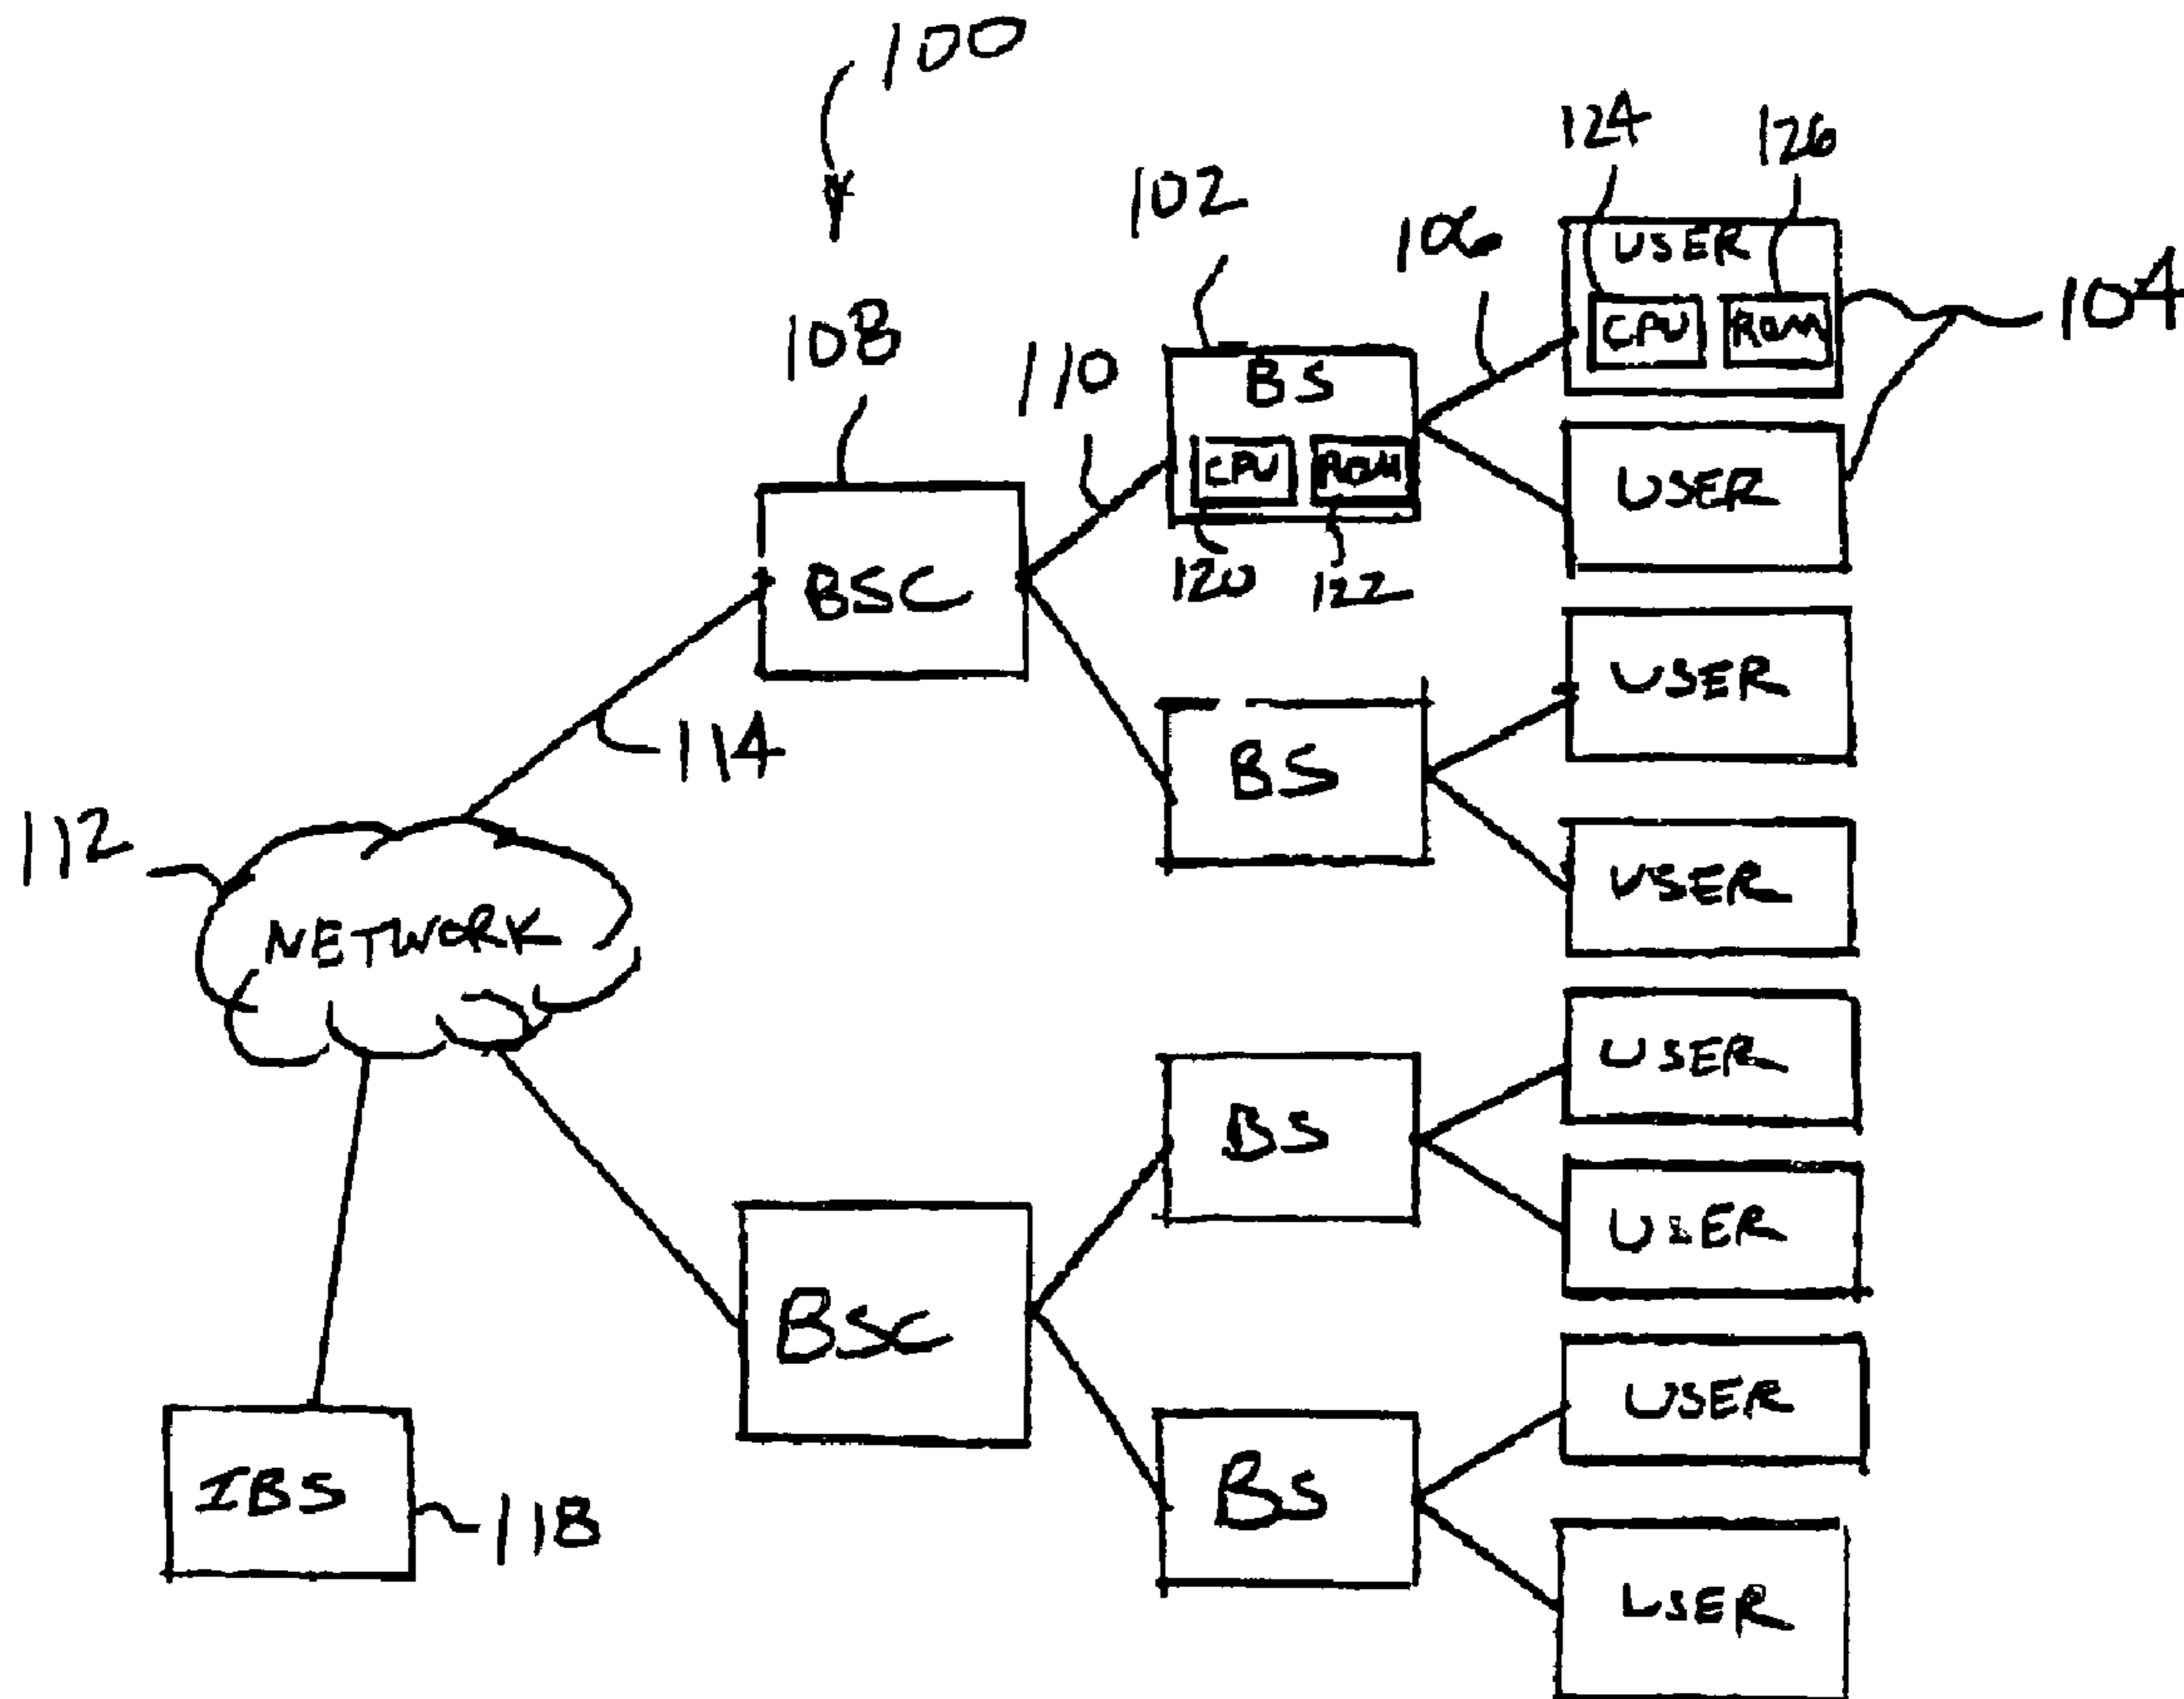 100
124
126
102
106
USER
108
110
CPU
ROM
104
BS
CPU
ROM
USER
BSC
120
122
USER
114
BS
112
USER
NETWORK
USER
BS
USER
BSC
USER
BS
IBS
118
USER